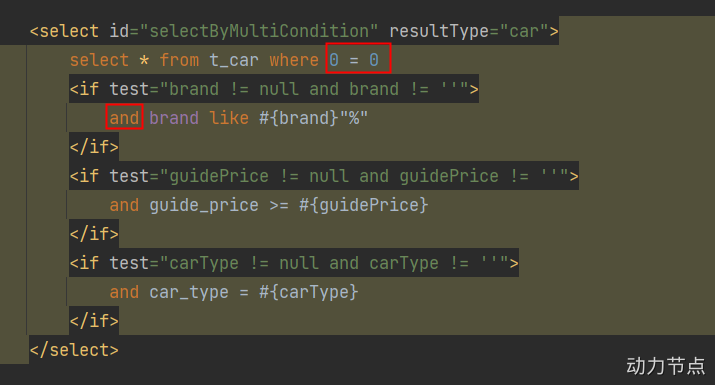 <select id="selectByMultiCondition" resultType="car">
    select * from t_car where 0 = 0
    <if test="brand != null and brand != ''">
        and brand like #{brand}"%"
    </if>
    <if test="guidePrice != null and guidePrice != ''">
        and guide_price >= #{guidePrice}
    </if>
    <if test="carType != null and carType != ''">
        and car_type = #{carType}
    </if>
</select>
动力节点